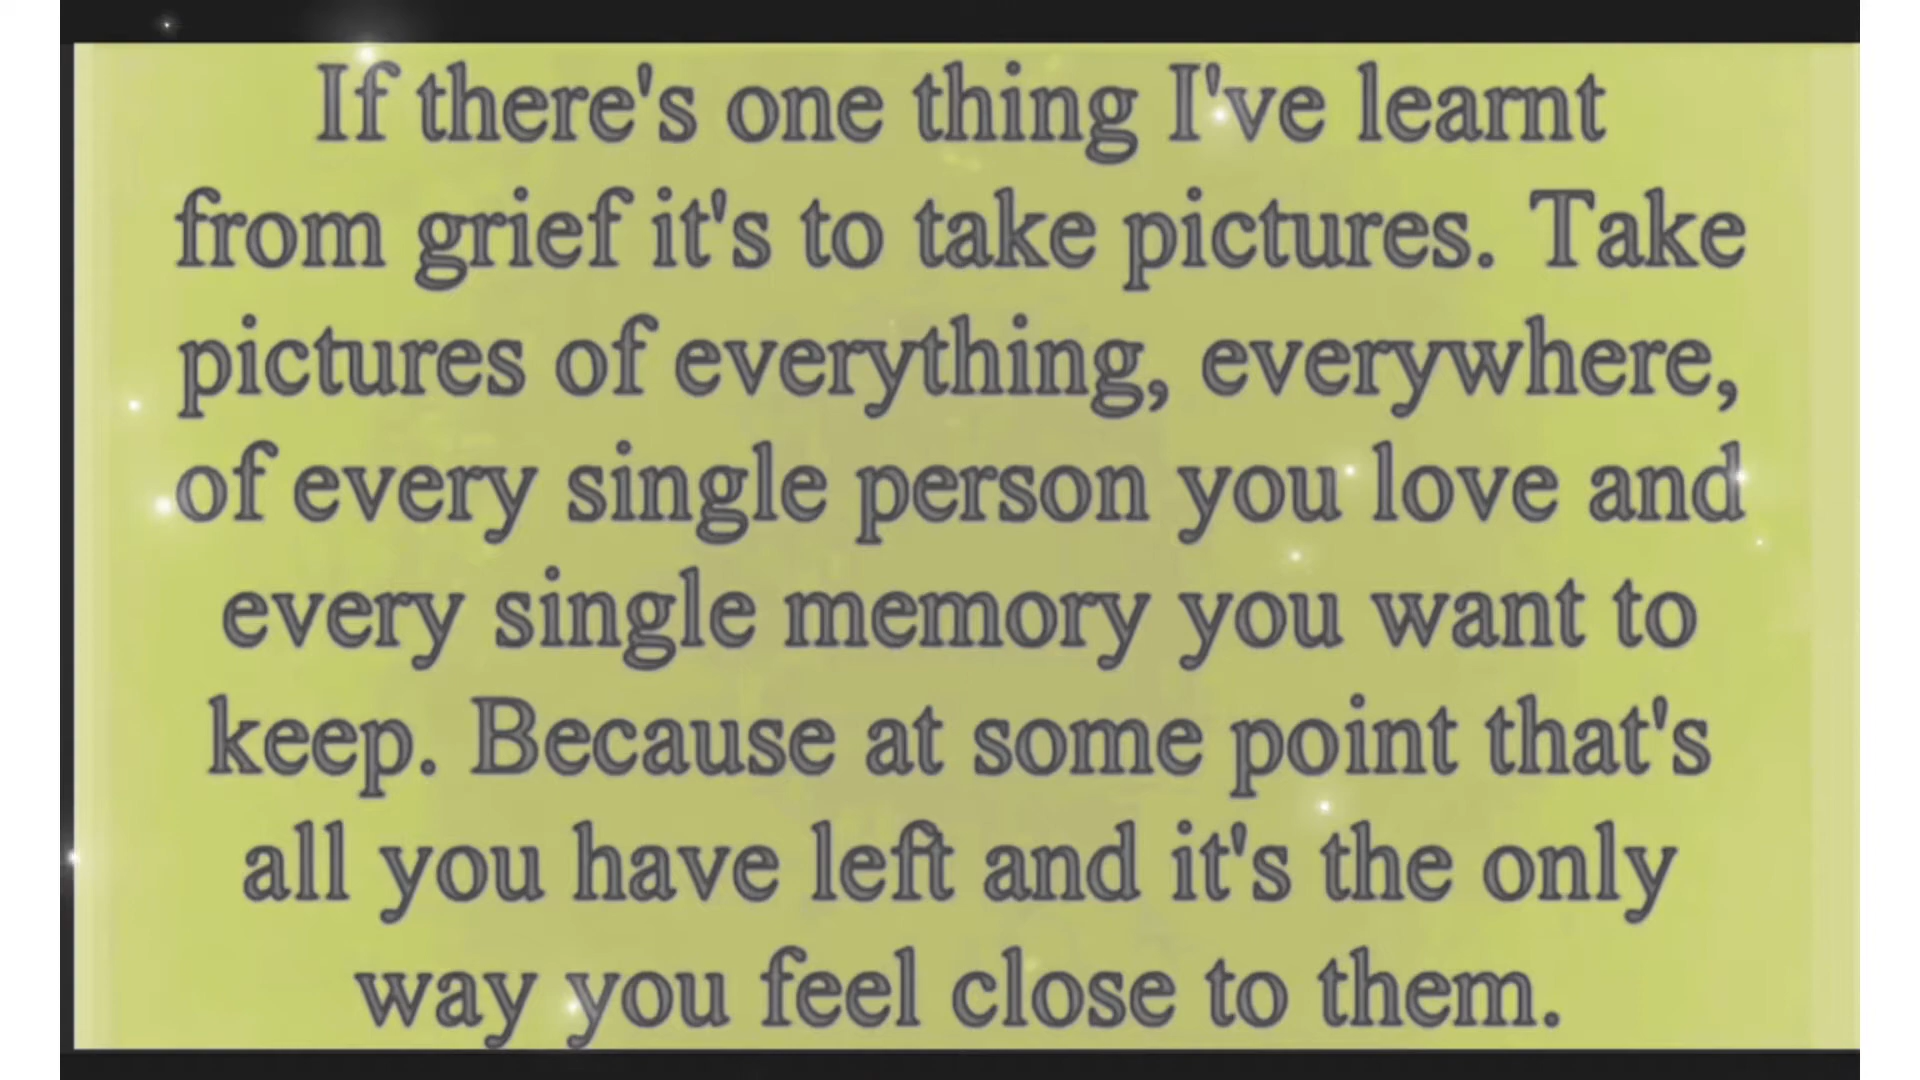 If there's one thing I've learnt
from grief it's to take pictures. Take
pictures of everything, everywhere,
of every single person you love and
every single memory you want to
keep. Because at some point that's
all you have left and it's the only
way you feel close to them.